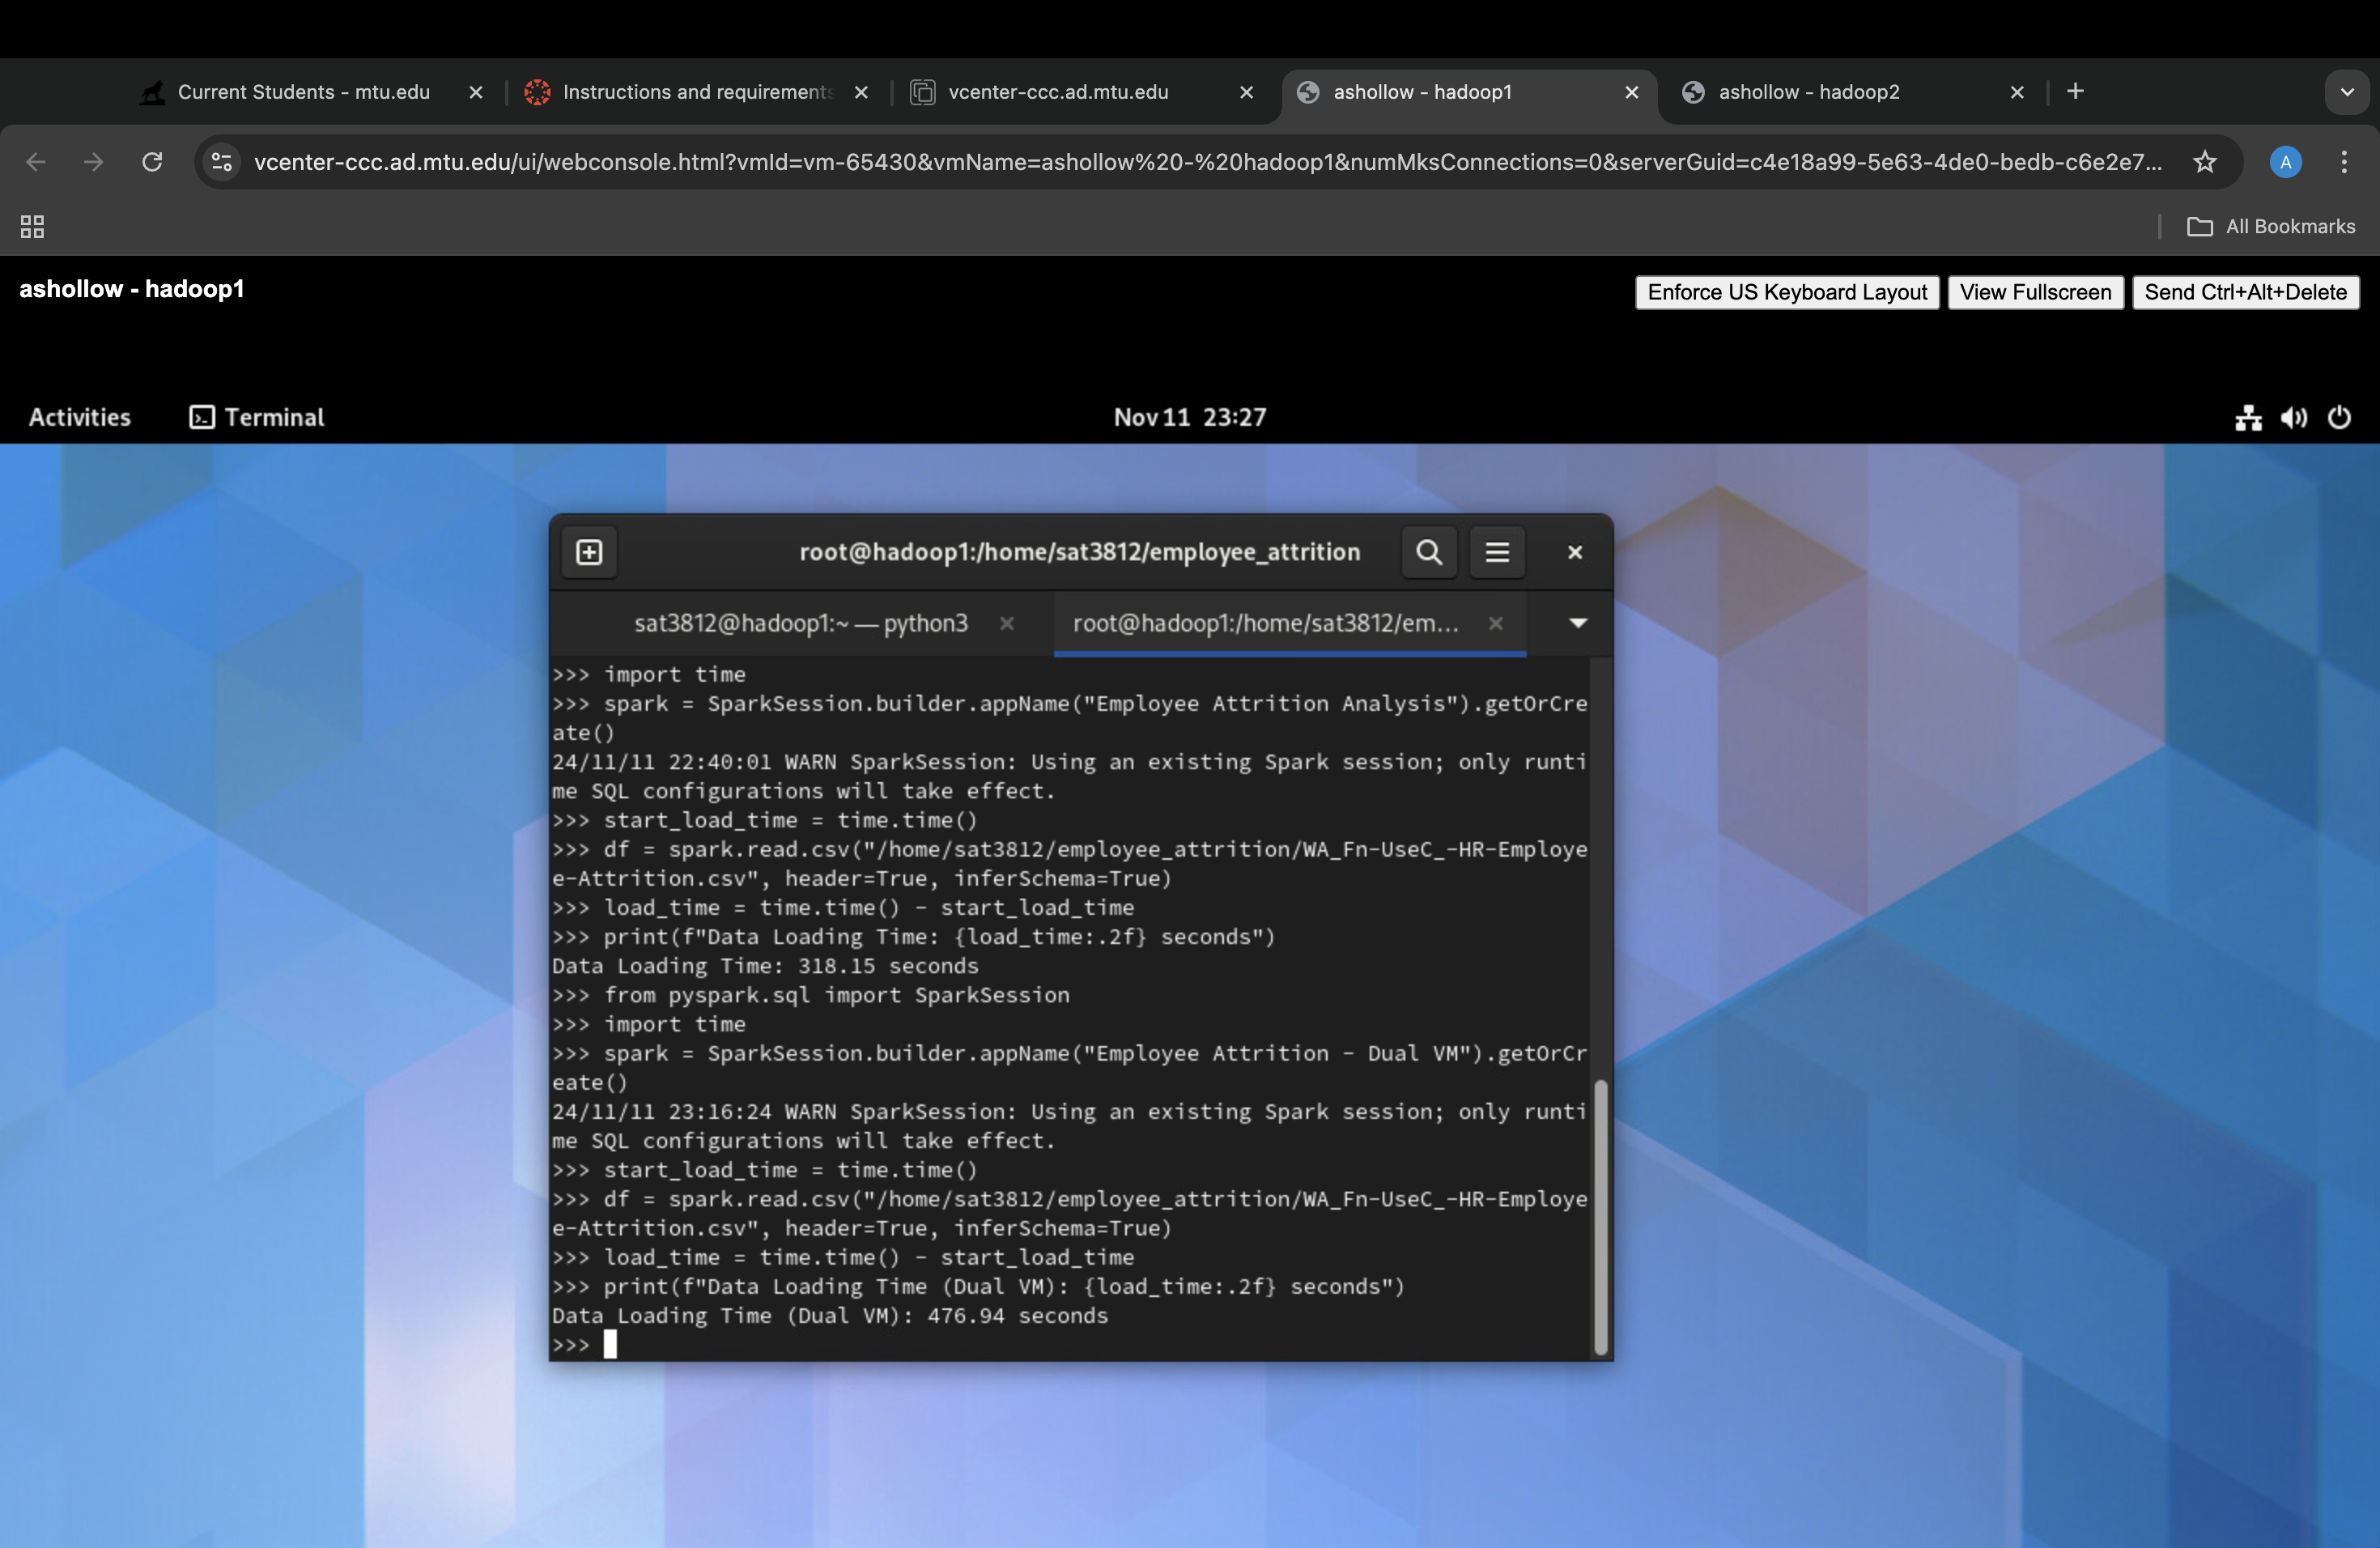 Current Students - mtu.edu
Instructions and requirements
vcenter-ccc.ad.mtu.edu
ashollow - hadoop1
ashollow - hadoop2
vcenter-ccc.ad.mtu.edu/ui/webconsole.html?vmId=vm-65430&vmName=ashollow%20-%20hadoop1&numMksConnections=0&serverGuid=c4e18a99-5e63-4de0-bedb-c6e2e7...
A
All Bookmarks
ashollow - hadoop1
Enforce US Keyboard Layout
View Fullscreen
Send Ctrl+Alt+Delete
Activities
Terminal
Nov 11 23:27
root@hadoop1:/home/sat3812/employee_attrition
sat3812@hadoop1:~ — python3
root@hadoop1:/home/sat3812/em...
>>> import time
>>> spark = SparkSession.builder.appName("Employee Attrition Analysis").getOrCre
ate()
24/11/11 22:40:01 WARN SparkSession: Using an existing Spark session; only runti
me SQL configurations will take effect.
>>> start_load_time = time.time()
>>> df = spark.read.csv("/home/sat3812/employee_attrition/WA_Fn-UseC_-HR-Employe
e-Attrition.csv", header=True, inferSchema=True)
>>> load_time = time.time() - start_load_time
>>> print(f"Data Loading Time: {load_time:.2f} seconds")
Data Loading Time: 318.15 seconds
>>> from pyspark.sql import SparkSession
>>> import time
>>> spark = SparkSession.builder.appName("Employee Attrition - Dual VM").getOrCr
eate()
24/11/11 23:16:24 WARN SparkSession: Using an existing Spark session; only runti
me SQL configurations will take effect.
>>> start_load_time = time.time()
>>> df = spark.read.csv("/home/sat3812/employee_attrition/WA_Fn-UseC_-HR-Employe
e-Attrition.csv", header=True, inferSchema=True)
>>> load_time = time.time() - start_load_time
>>> print(f"Data Loading Time (Dual VM): {load_time:.2f} seconds")
Data Loading Time (Dual VM): 476.94 seconds
>>>